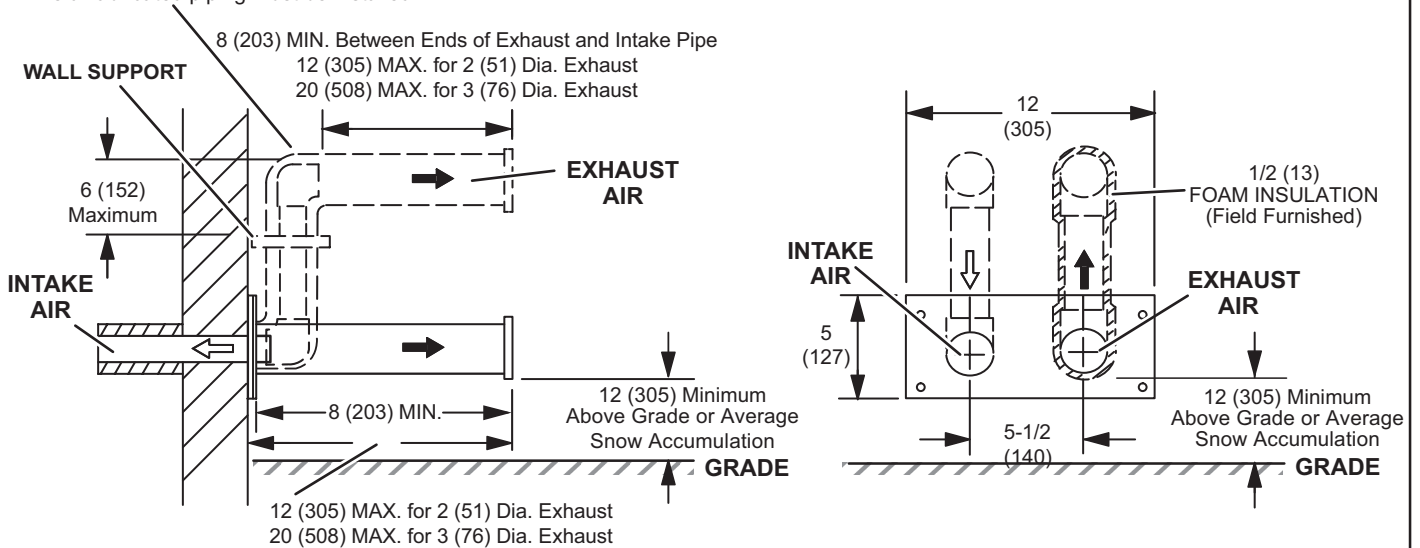 8 (203) MIN. Between Ends of Exhaust and Intake Pipe
12 (305) MAX. for 2 (51) Dia. Exhaust
20 (508) MAX. for 3 (76) Dia. Exhaust
WALL SUPPORT
EXHAUST
AIR
6 (152)
Maximum
INTAKE
AIR
8 (203) MIN.
12 (305) Minimum
Above Grade or Average
Snow Accumulation
GRADE
12 (305) MAX. for 2 (51) Dia. Exhaust
20 (508) MAX. for 3 (76) Dia. Exhaust
12
(305)
1/2 (13)
FOAM INSULATION
(Field Furnished)
INTAKE
AIR
EXHAUST
AIR
5
(127)
5-1/2
(140)
12 (305) Minimum
Above Grade or Average
Snow Accumulation
GRADE